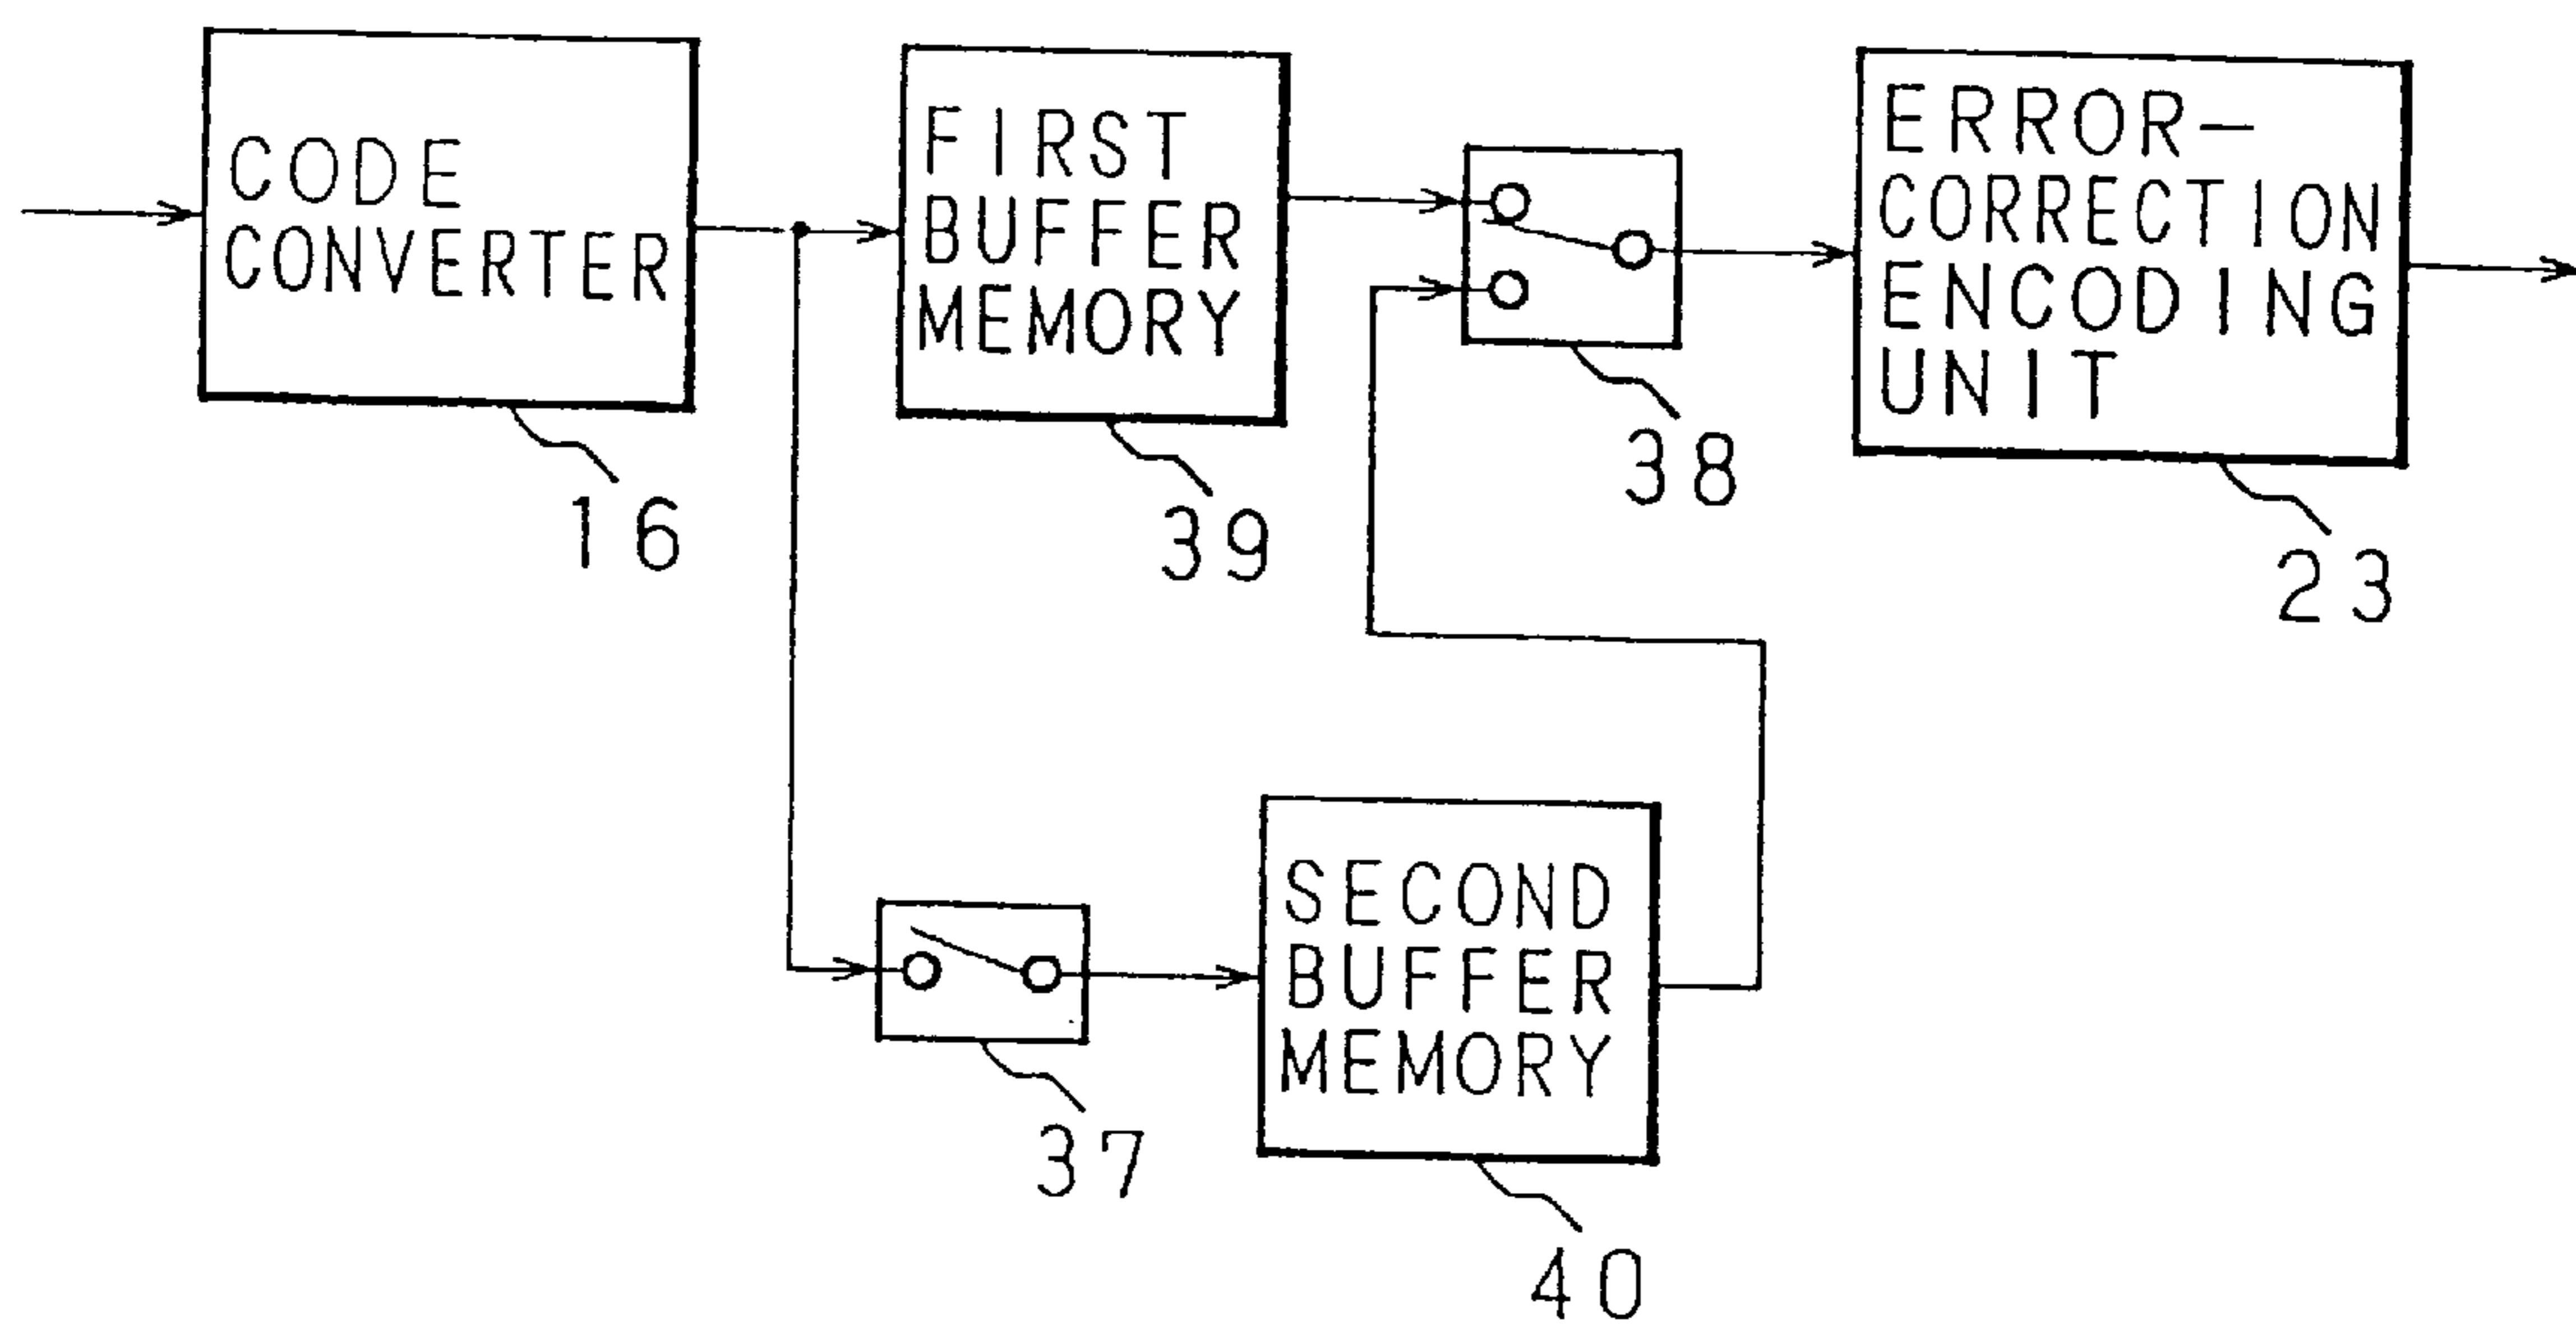 CODE
CONVERTER
16
FIRST
BUFFER
MEMORY
39
38
ERROR-
CORRECTION
ENCODING
UNIT
23
37
SECOND
BUFFER
MEMORY
40